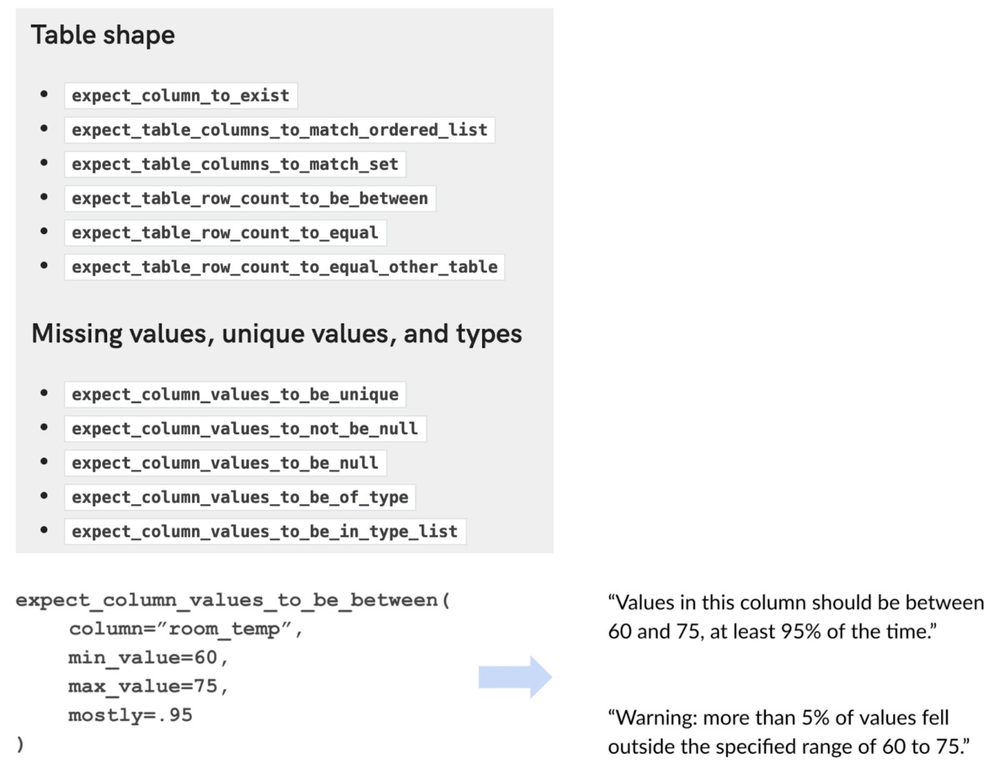 Table shape
expect_column_to_exist
expect_table_columns_to_match_ordered_list
expect_table_columns_to_match_set
expect_table_row_count_to_be_between
expect_table_row_count_to_equal
expect_table_row_count_to_equal_other_table
Missing values, unique values, and types
expect_column_values_to_be_unique
expect_column_values_to_not_be_null
expect_column_values_to_be_null
expect_column_values_to_be_of_type
expect_column_values_to_be_in_type_list
expect_column_values_to_be_between(
column=”room_temp”,
min_value=60,
max_value=75,
mostly=.95
)
“Values in this column should be between
60 and 75, at least 95% of the time.”
“Warning: more than 5% of values fell
outside the specified range of 60 to 75.”